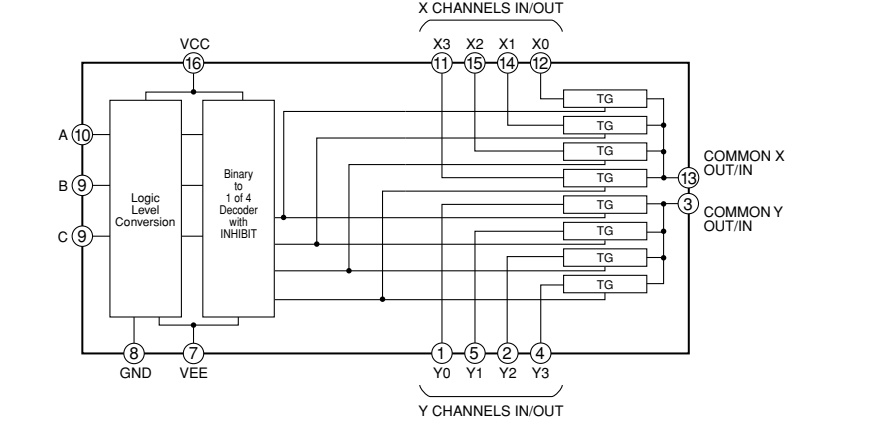 X CHANNELS IN/OUT
VCC X3 X2 X1 X0
16 11 15 14 12
TG
A 10 TG
TG
B 9 Binary TG 13 COMMON X
to OUT/IN
Logic 1 of 4 TG 3 COMMON Y
Level Decoder OUT/IN
Conversion with
INHIBIT TG
C 9
TG
TG
8 7 1 5 2 4
GND VEE Y0 Y1 Y2 Y3
Y CHANNELS IN/OUT